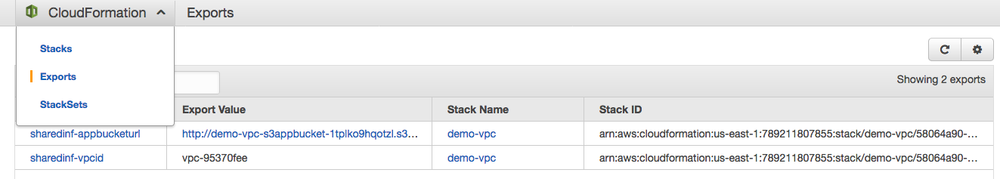 CloudFormation Exports
Stacks
Exports
StackSets
Showing 2 exports
Export Value Stack Name Stack ID
sharedinf-appbucketurl http://demo-vpc-s3appbucket-1tplko9hqotzl.s3... demo-vpc arn:aws:cloudformation:us-east-1:789211807855:stack/demo-vpc/58064a90-...
sharedinf-vpcid vpc-95370fee demo-vpc arn:aws:cloudformation:us-east-1:789211807855:stack/demo-vpc/58064a90-...